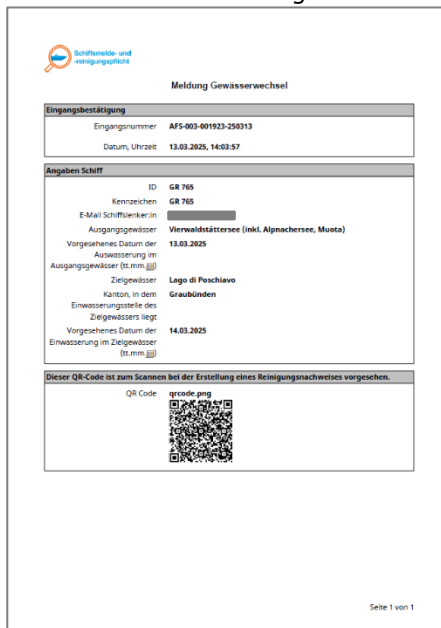 Schiffsmelde- und
-reinigungspflicht
Meldung Gewässerwechsel
Eingangsbestätigung
Eingangsnummer AFS-003-001923-250313
Datum, Uhrzeit 13.03.2025, 14:03:57
Angaben Schiff
ID GR 765
Kennzeichen GR 765
E-Mail Schiffslenker:in
Ausgangsgewässer Vierwaldstättersee (inkl. Alpnachersee, Muota)
Vorgesehenes Datum der 13.03.2025
Auswasserung im
Ausgangsgewässer (tt.mm.jjjj)
Zielgewässer Lago di Poschiavo
Kanton, in dem Graubünden
Einwasserungsstelle des
Zielgewässers liegt
Vorgesehenes Datum der 14.03.2025
Einwasserung im Zielgewässer
(tt.mm.jjjj)
Dieser QR-Code ist zum Scannen bei der Erstellung eines Reinigungsnachweises vorgesehen.
QR Code qrcode.png
Seite 1 von 1